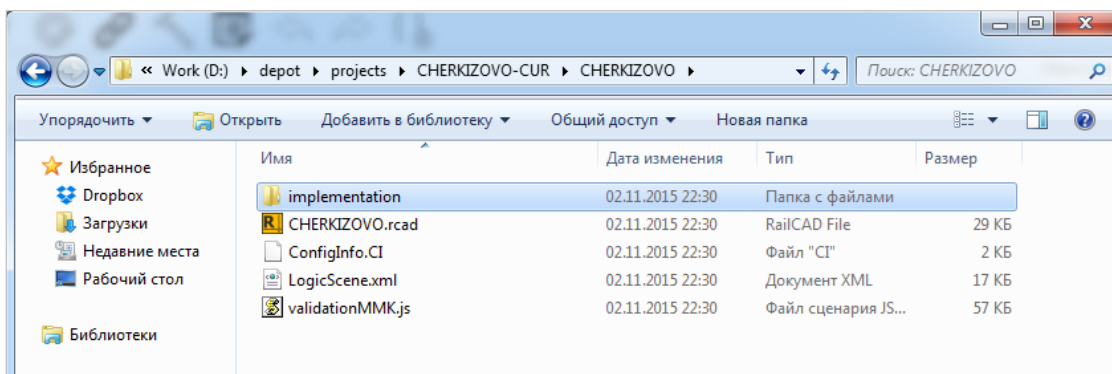 « Work (D:) ▸ depot ▸ projects ▸ CHERKIZOVO-CUR ▸ CHERKIZOVO ▸ Поиск: CHERKIZOVO
Упорядочить Открыть Добавить в библиотеку Общий доступ Новая папка
Избранное
Dropbox
Загрузки
Недавние места
Рабочий стол
Библиотеки
Имя Дата изменения Тип Размер
implementation 02.11.2015 22:30 Папка с файлами
CHERKIZOVO.rcad 02.11.2015 22:30 RailCAD File 29 КБ
ConfigInfo.CI 02.11.2015 22:30 Файл "CI" 2 КБ
LogicScene.xml 02.11.2015 22:30 Документ XML 17 КБ
validationMMK.js 02.11.2015 22:30 Файл сценария JS... 57 КБ